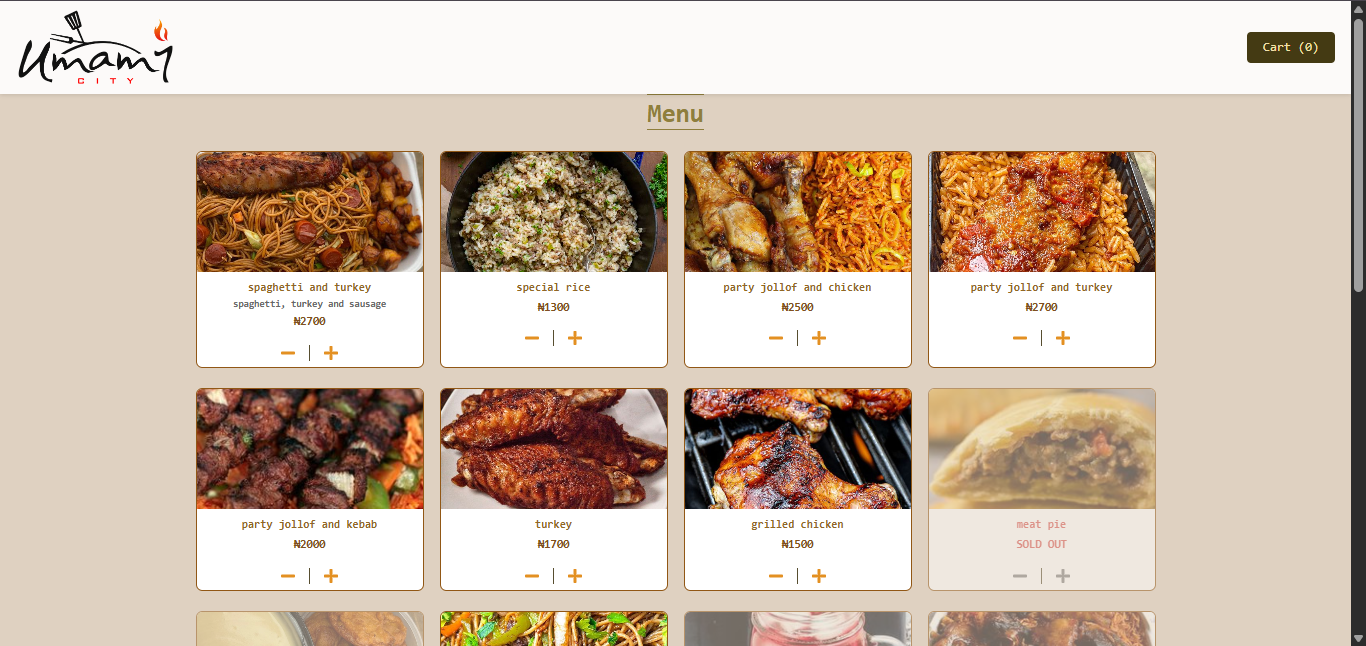 Umami
CITY
Cart (0)
Menu
spaghetti and turkey
spaghetti, turkey and sausage
₦2700
special rice
₦1300
party jollof and chicken
₦2500
party jollof and turkey
₦2700
party jollof and kebab
₦2000
turkey
₦1700
grilled chicken
₦1500
meat pie
SOLD OUT